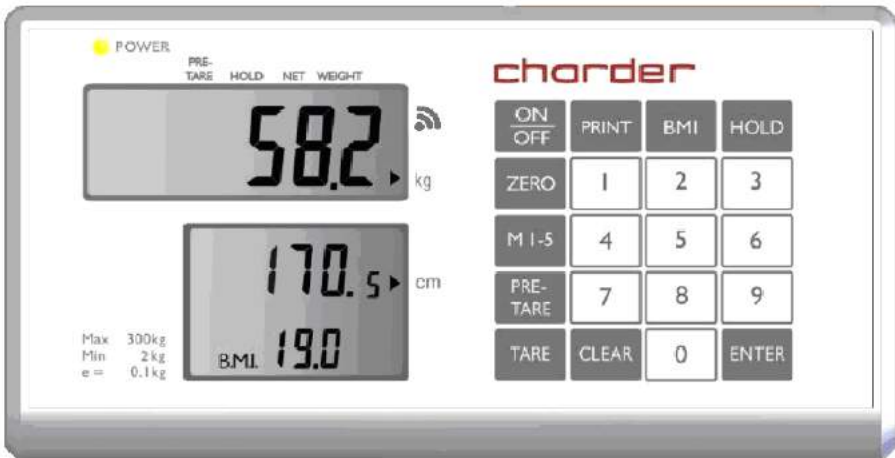 POWER
PRE-
TARE HOLD NET WEIGHT
58.2
kg
170.5
cm
B.M.I. 19.0
Max 300kg
Min 2kg
e = 0.1kg
charder
ON
OFF
PRINT
BMI
HOLD
ZERO
1
2
3
M 1-5
4
5
6
PRE-
TARE
7
8
9
TARE
CLEAR
0
ENTER